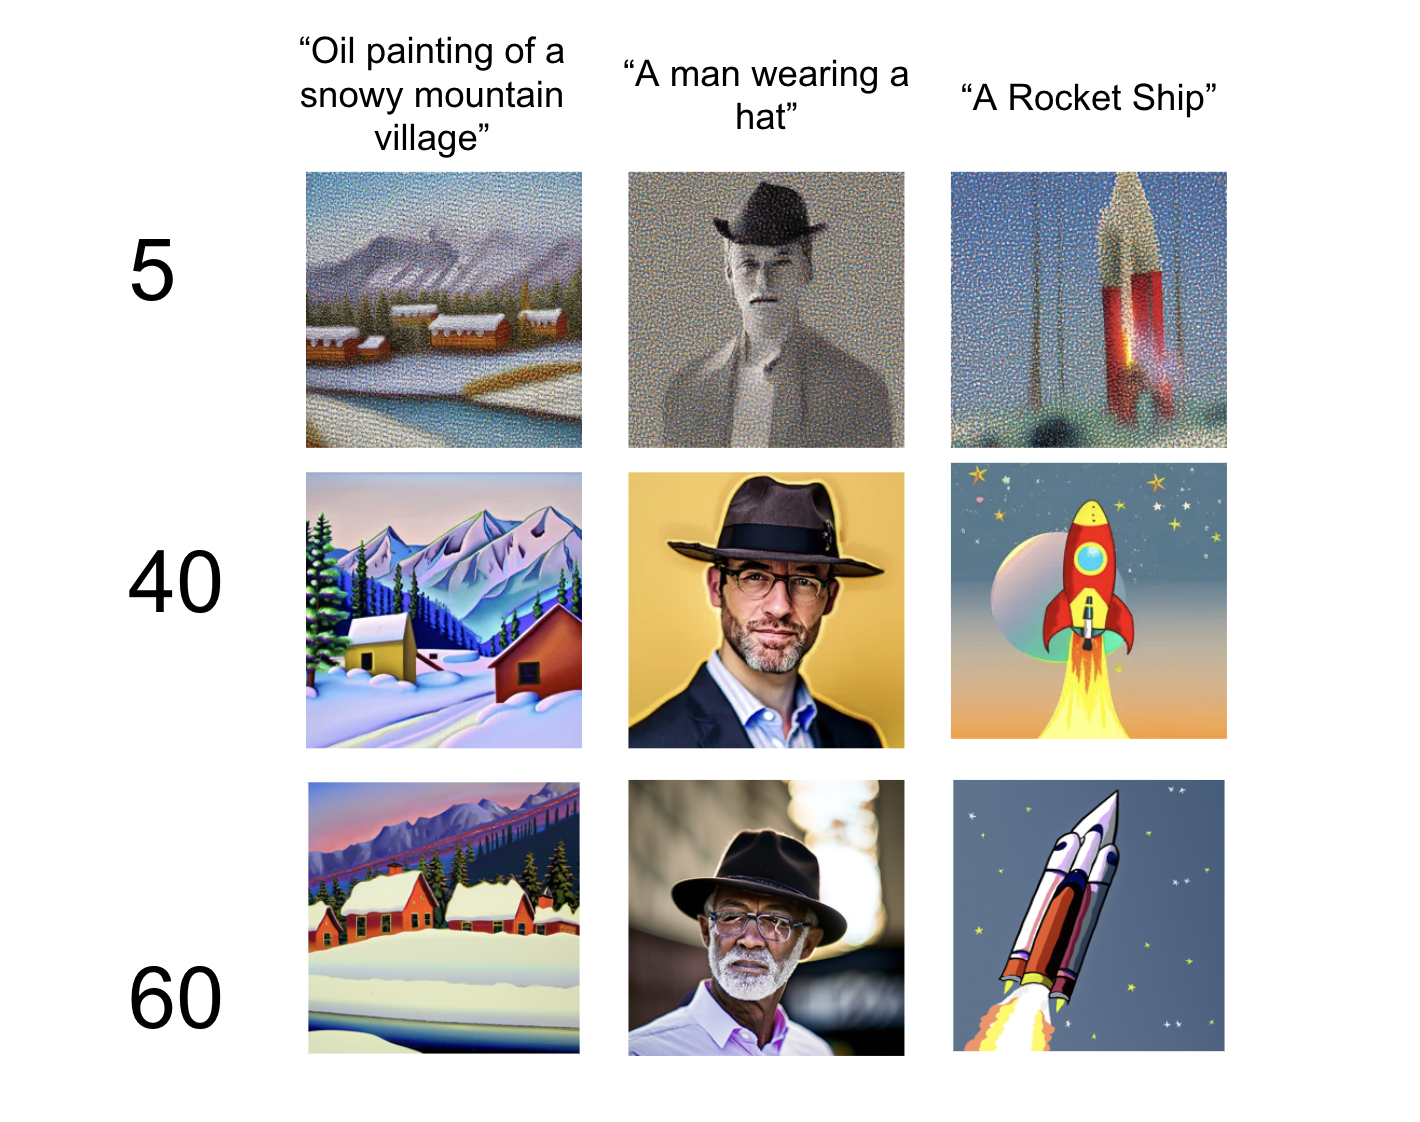 “Oil painting of a
snowy mountain
village”
“A man wearing a
hat”
“A Rocket Ship”
5
40
60